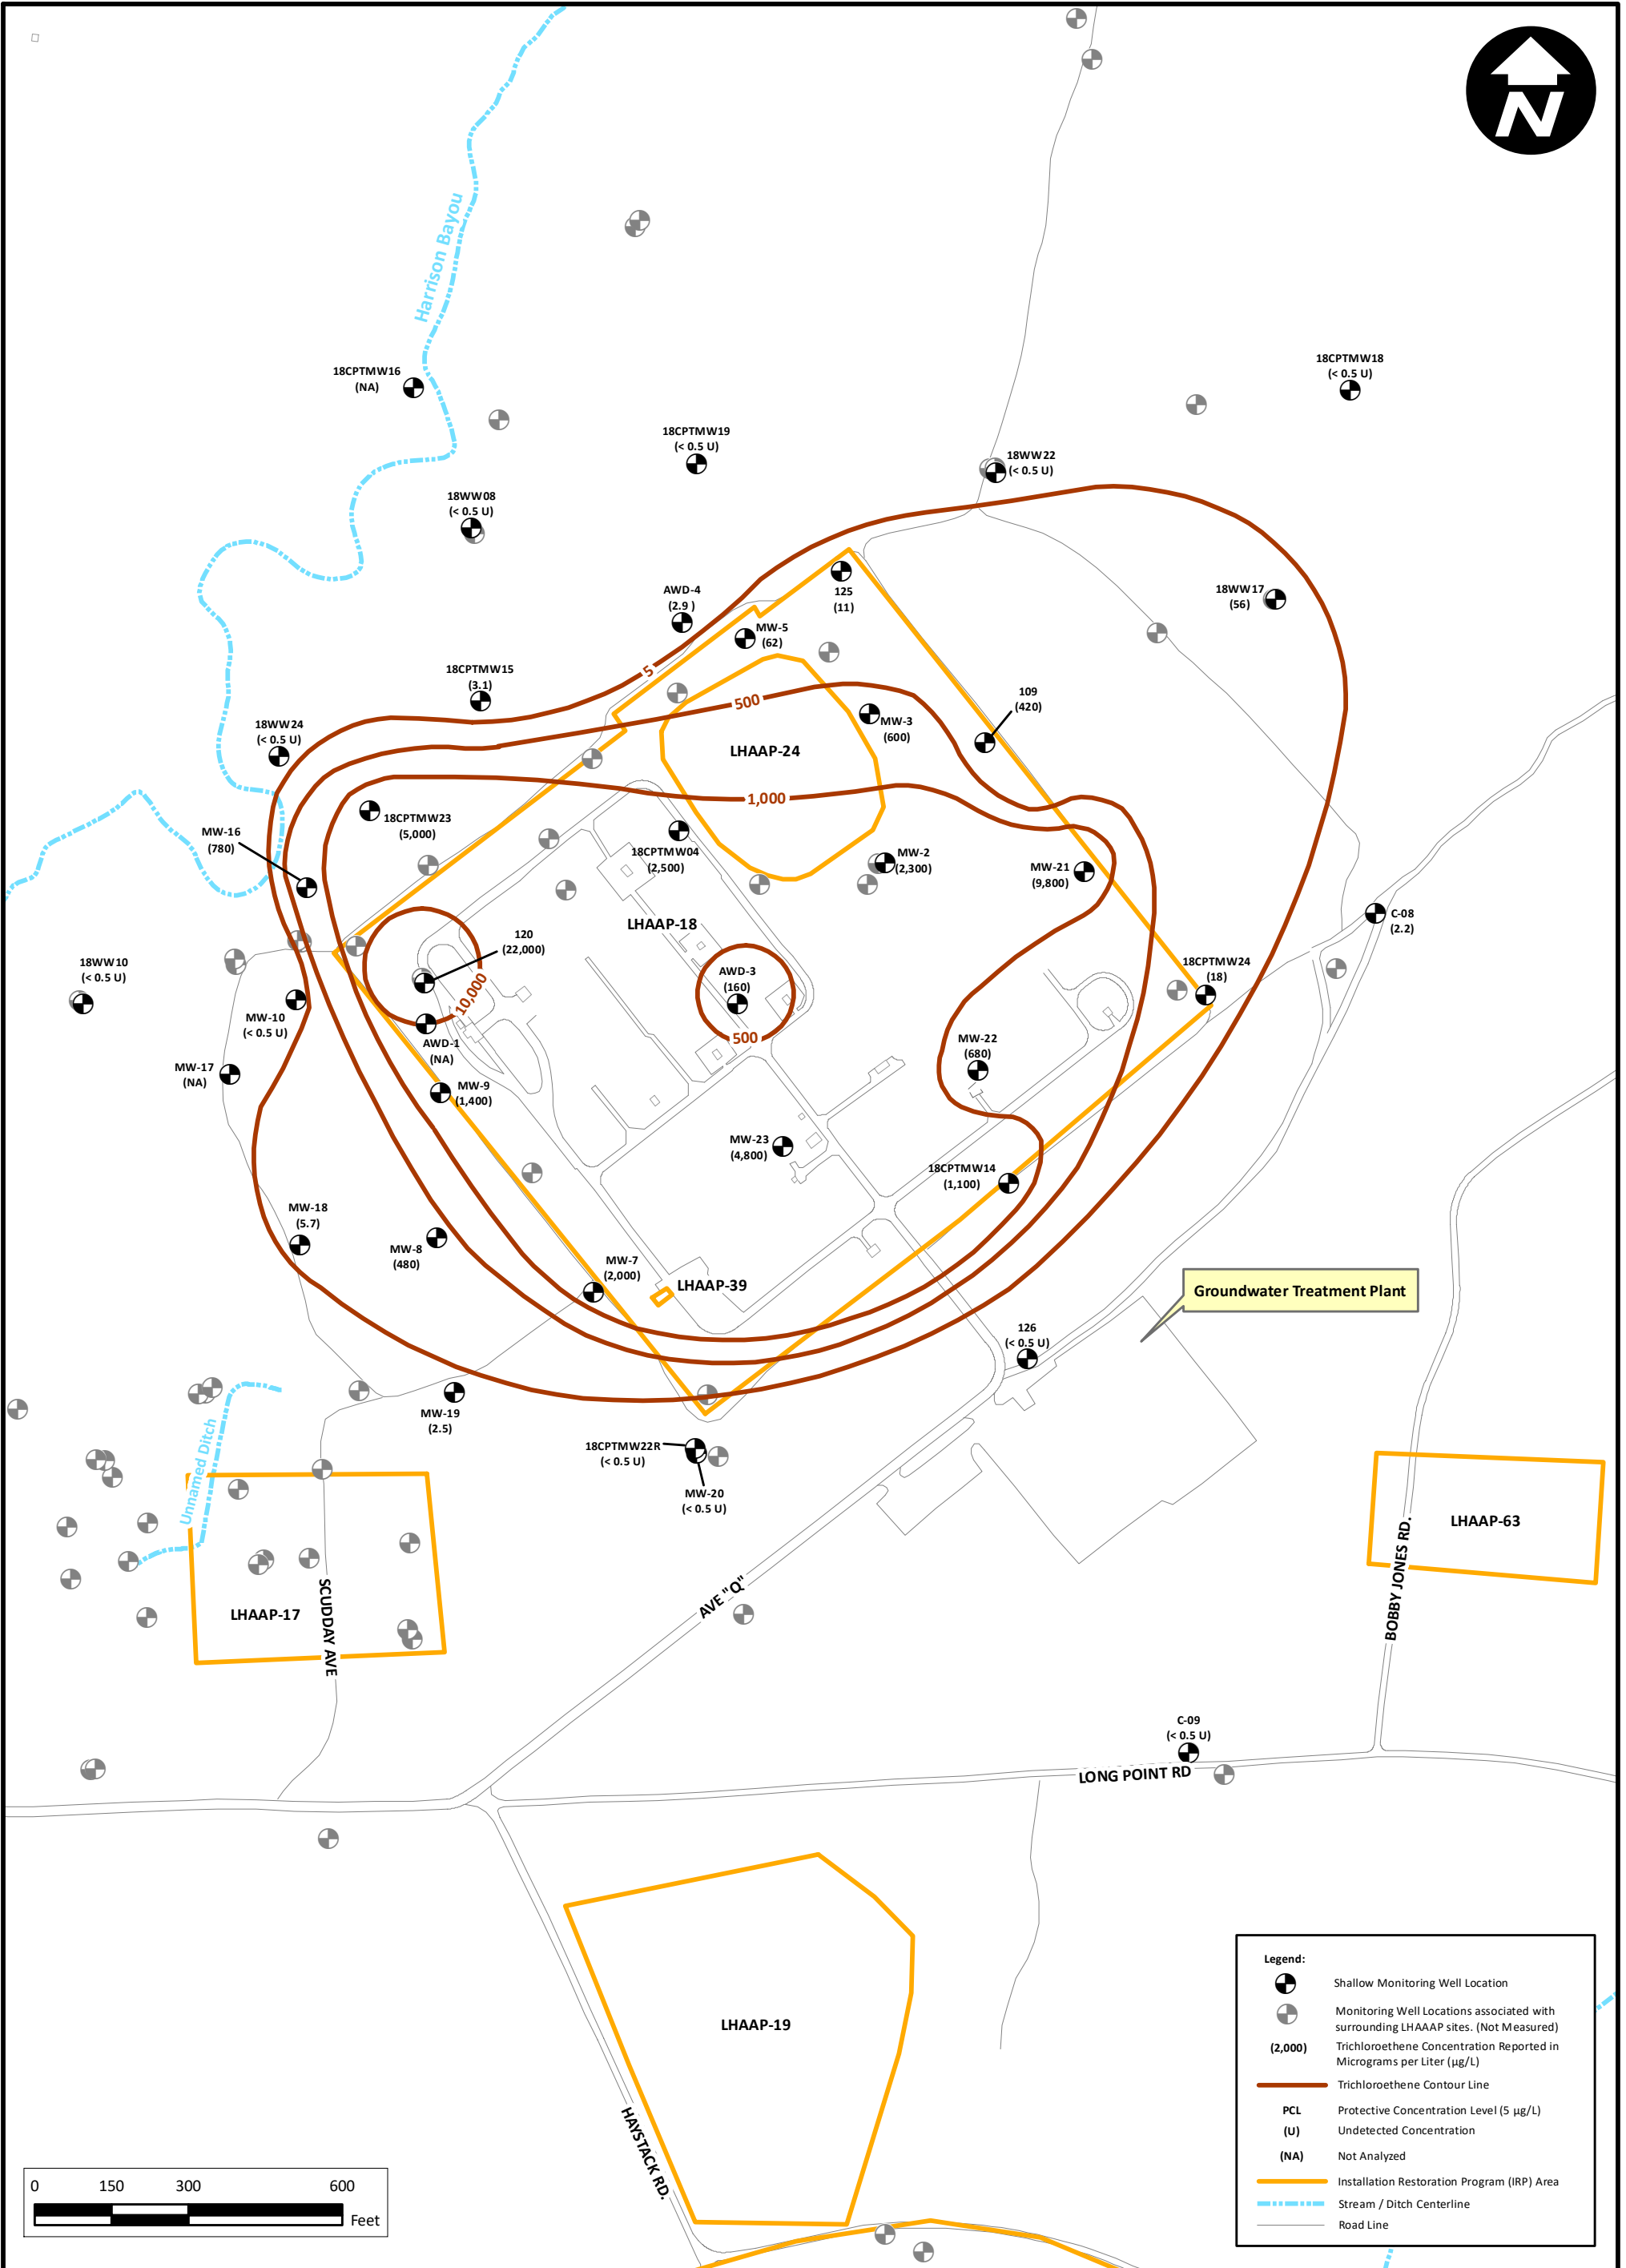 N
Harrison Bayou
18CPTMW16
(NA)
18CPTMW18
(< 0.5 U)
18CPTMW19
(< 0.5 U)
18WW22
(< 0.5 U)
18WW08
(< 0.5 U)
18WW17
(56)
125
(11)
AWD-4
(2.9 )
MW-5
(62)
5
18CPTMW15
(3.1)
500
109
(420)
MW-3
(600)
18WW24
(< 0.5 U)
LHAAP-24
1,000
18CPTMW23
(5,000)
MW-16
(780)
18CPTMW04
(2,500)
MW-2
(2,300)
MW-21
(9,800)
C-08
(2.2)
LHAAP-18
120
(22,000)
18WW10
(< 0.5 U)
10,000
AWD-3
(160)
500
18CPTMW24
(18)
MW-10
(< 0.5 U)
AWD-1
(NA)
MW-22
(680)
MW-17
(NA)
MW-9
(1,400)
MW-23
(4,800)
18CPTMW14
(1,100)
MW-18
(5.7)
MW-8
(480)
MW-7
(2,000)
LHAAP-39
Groundwater Treatment Plant
126
(< 0.5 U)
MW-19
(2.5)
18CPTMW22R
(< 0.5 U)
MW-20
(< 0.5 U)
Unnamed Ditch
LHAAP-17
SCUDDAY AVE
AVE "Q"
LHAAP-63
BOBBY JONES RD.
C-09
(< 0.5 U)
LONG POINT RD
LHAAP-19
HAYSTACK RD.
0 150 300 600
Feet
Legend:
Shallow Monitoring Well Location
Monitoring Well Locations associated with
surrounding LHAAAP sites. (Not Measured)
(2,000) Trichloroethene Concentration Reported in
Micrograms per Liter (µg/L)
Trichloroethene Contour Line
PCL Protective Concentration Level (5 µg/L)
(U) Undetected Concentration
(NA) Not Analyzed
Installation Restoration Program (IRP) Area
Stream / Ditch Centerline
Road Line